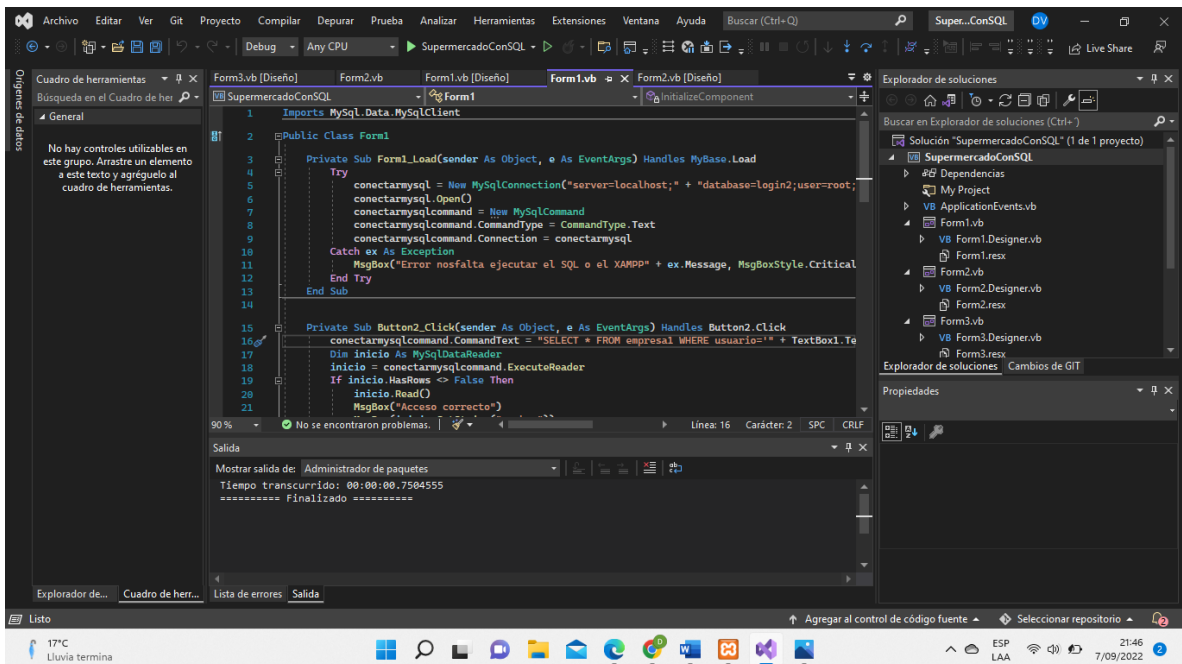 Archivo Editar Ver Git Proyecto Compilar Depurar Prueba Analizar Herramientas Extensiones Ventana Ayuda Buscar (Ctrl+Q) Super...ConSQL DV
Debug Any CPU SupermercadoConSQL Live Share
Orígenes de datos
Cuadro de herramientas
Búsqueda en el Cuadro de her
General
No hay controles utilizables en
este grupo. Arrastre un elemento
a este texto y agréguelo al
cuadro de herramientas.
Explorador de... Cuadro de herr...
Form3.vb [Diseño] Form2.vb Form1.vb [Diseño] Form1.vb Form2.vb [Diseño]
SupermercadoConSQL Form1 InitializeComponent
1 Imports MySql.Data.MySqlClient
2 Public Class Form1
3 Private Sub Form1_Load(sender As Object, e As EventArgs) Handles MyBase.Load
4 Try
5 conectarmysql = New MySqlConnection("server=localhost;" + "database=login2;user=root;
6 conectarmysql.Open()
7 conectarmysqlcommand = New MySqlCommand
8 conectarmysqlcommand.CommandType = CommandType.Text
9 conectarmysqlcommand.Connection = conectarmysql
10 Catch ex As Exception
11 MsgBox("Error nosfalta ejecutar el SQL o el XAMPP" + ex.Message, MsgBoxStyle.Critical
12 End Try
13 End Sub
14
15 Private Sub Button2_Click(sender As Object, e As EventArgs) Handles Button2.Click
16 conectarmysqlcommand.CommandText = "SELECT * FROM empresa1 WHERE usuario='" + TextBox1.Te
17 Dim inicio As MySqlDataReader
18 inicio = conectarmysqlcommand.ExecuteReader
19 If inicio.HasRows <> False Then
20 inicio.Read()
21 MsgBox("Acceso correcto")
90 % No se encontraron problemas. Línea: 16 Carácter: 2 SPC CRLF
Salida
Mostrar salida de: Administrador de paquetes
Tiempo transcurrido: 00:00:00.7504555
========== Finalizado ==========
Lista de errores Salida
Explorador de soluciones
Buscar en Explorador de soluciones (Ctrl+´)
Solución "SupermercadoConSQL" (1 de 1 proyecto)
SupermercadoConSQL
Dependencias
My Project
VB ApplicationEvents.vb
Form1.vb
VB Form1.Designer.vb
Form1.resx
Form2.vb
VB Form2.Designer.vb
Form2.resx
Form3.vb
VB Form3.Designer.vb
Form3.resx
Explorador de soluciones Cambios de GIT
Propiedades
Listo Agregar al control de código fuente Seleccionar repositorio 2
17°C
Lluvia termina
ESP
LAA
21:46
7/09/2022
2